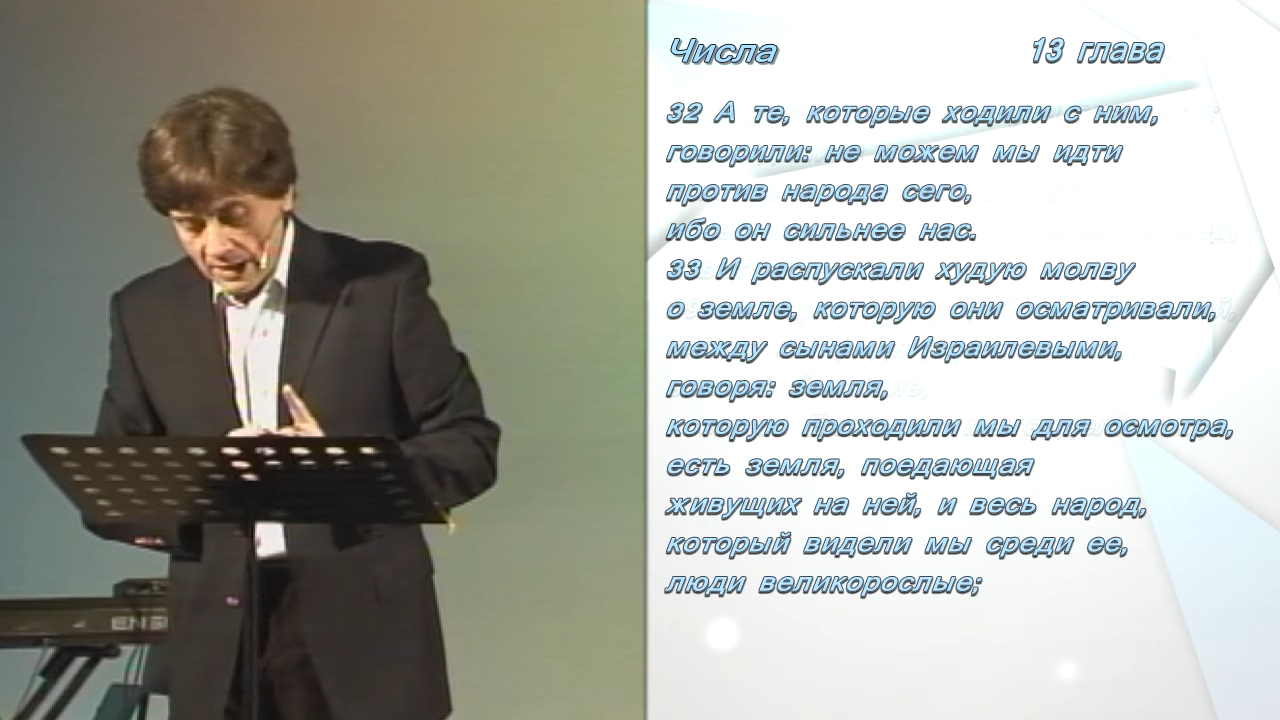 Числа 13 глава
32 А те, которые ходили с ним,
говорили: не можем мы идти
против народа сего,
ибо он сильнее нас.
33 И распускали худую молву
о земле, которую они осматривали,
между сынами Израилевыми,
говоря: земля,
которую проходили мы для осмотра,
есть земля, поедающая
живущих на ней, и весь народ,
который видели мы среди ее,
люди великорослые;